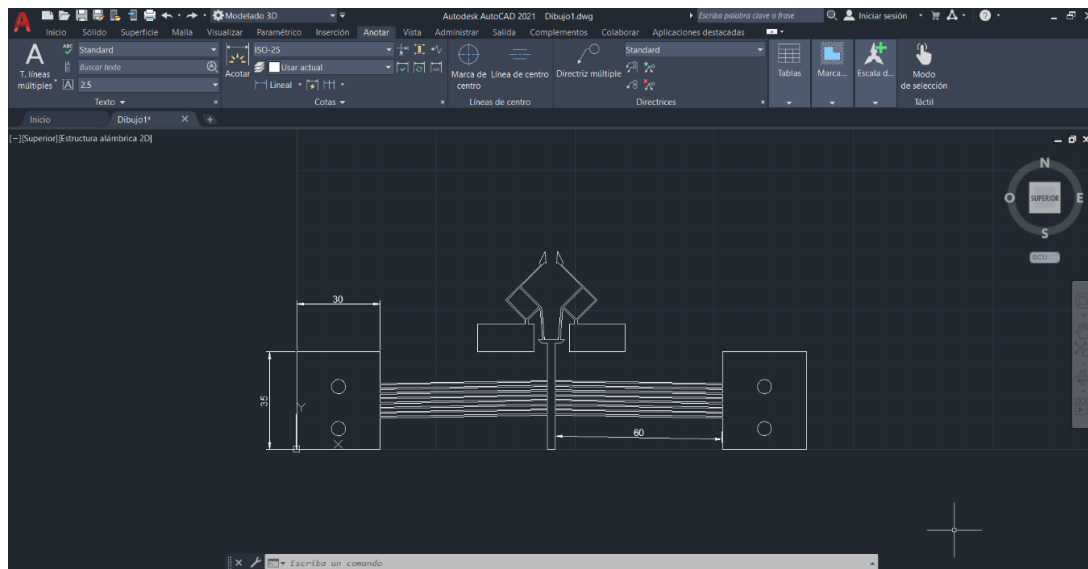 Modelado 3D
Autodesk AutoCAD 2021 Dibujo1.dwg
Escriba palabra clave o frase
Iniciar sesión
Inicio Sólido Superficie Malla Visualizar Paramétrico Inserción Anotar Vista Administrar Salida Complementos Colaborar Aplicaciones destacadas
A
T. líneas múltiples
ABC Standard
Buscar texto
A 2.5
Texto
Acotar
ISO-25
Usar actual
Lineal
Cotas
Marca de centro
Línea de centro
Líneas de centro
Directriz múltiple
Standard
Directrices
Tablas
Marca...
Escala d...
Modo de selección
Táctil
Inicio
Dibujo1*
[−][Superior][Estructura alámbrica 2D]
N
O SUPERIOR E
S
SCU
30
35
Y
X
60
Escriba un comando